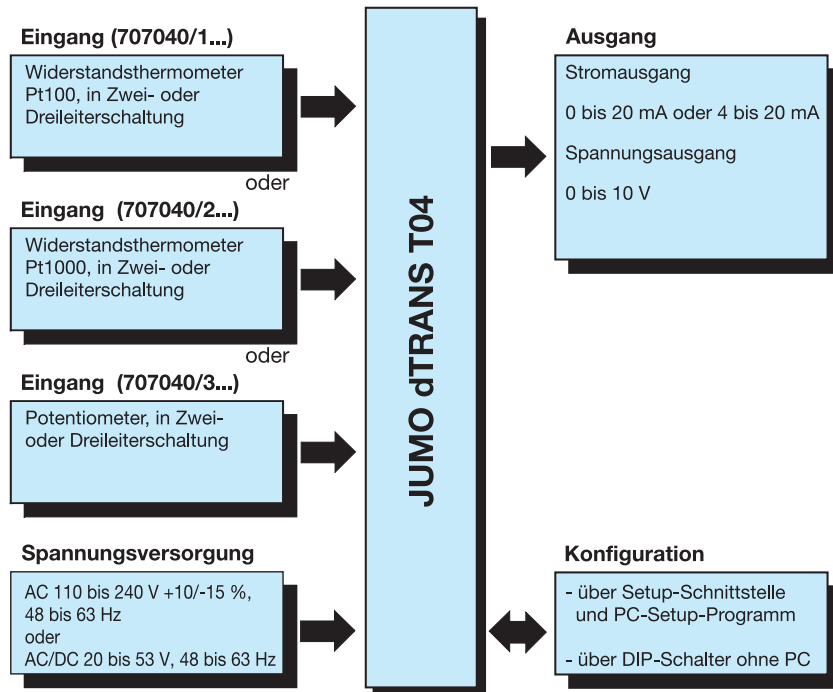 Eingang (707040/1...)
Widerstandsthermometer
Pt100, in Zwei- oder
Dreileiterschaltung
oder
Eingang (707040/2...)
Widerstandsthermometer
Pt1000, in Zwei- oder
Dreileiterschaltung
oder
Eingang (707040/3...)
Potentiometer, in Zwei-
oder Dreileiterschaltung
Spannungsversorgung
AC 110 bis 240 V +10/-15 %,
48 bis 63 Hz
oder
AC/DC 20 bis 53 V, 48 bis 63 Hz
JUMO dTRANS T04
Ausgang
Stromausgang
0 bis 20 mA oder 4 bis 20 mA
Spannungsausgang
0 bis 10 V
Konfiguration
- über Setup-Schnittstelle
und PC-Setup-Programm
- über DIP-Schalter ohne PC